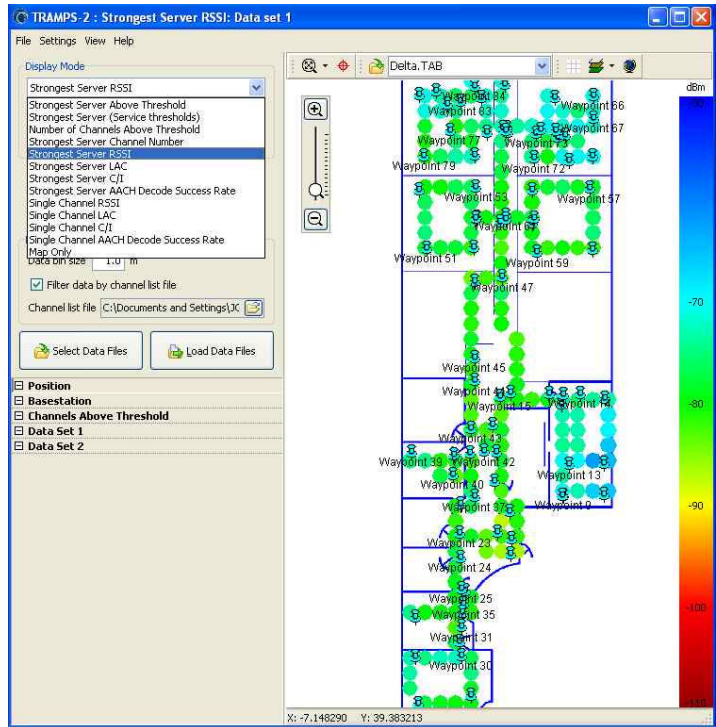 TRAMPS-2 : Strongest Server RSSI: Data set 1
File Settings View Help
Display Mode
Strongest Server RSSI
Strongest Server Above Threshold
Strongest Server (Service thresholds)
Number of Channels Above Threshold
Strongest Server Channel Number
Strongest Server RSSI
Strongest Server LAC
Strongest Server C/I
Strongest Server AACH Decode Success Rate
Single Channel RSSI
Single Channel LAC
Single Channel C/I
Single Channel AACH Decode Success Rate
Map Only
Data bin size 1.0 m
Filter data by channel list file
Channel list file C:\Documents and Settings\JC
Select Data Files
Load Data Files
Position
Basestation
Channels Above Threshold
Data Set 1
Data Set 2
Delta.TAB
dBm
-70
-80
-90
-100
-110
Waypoint 66
Waypoint 63
Waypoint 67
Waypoint 77
Waypoint 73
Waypoint 79
Waypoint 72
Waypoint 53
Waypoint 57
Waypoint 51
Waypoint 59
Waypoint 47
Waypoint 45
Waypoint 15
Waypoint 14
Waypoint 43
Waypoint 39
Waypoint 42
Waypoint 13
Waypoint 40
Waypoint 37
Waypoint 9
Waypoint 23
Waypoint 24
Waypoint 25
Waypoint 35
Waypoint 31
Waypoint 30
X: -7.148290 Y: 39.383213